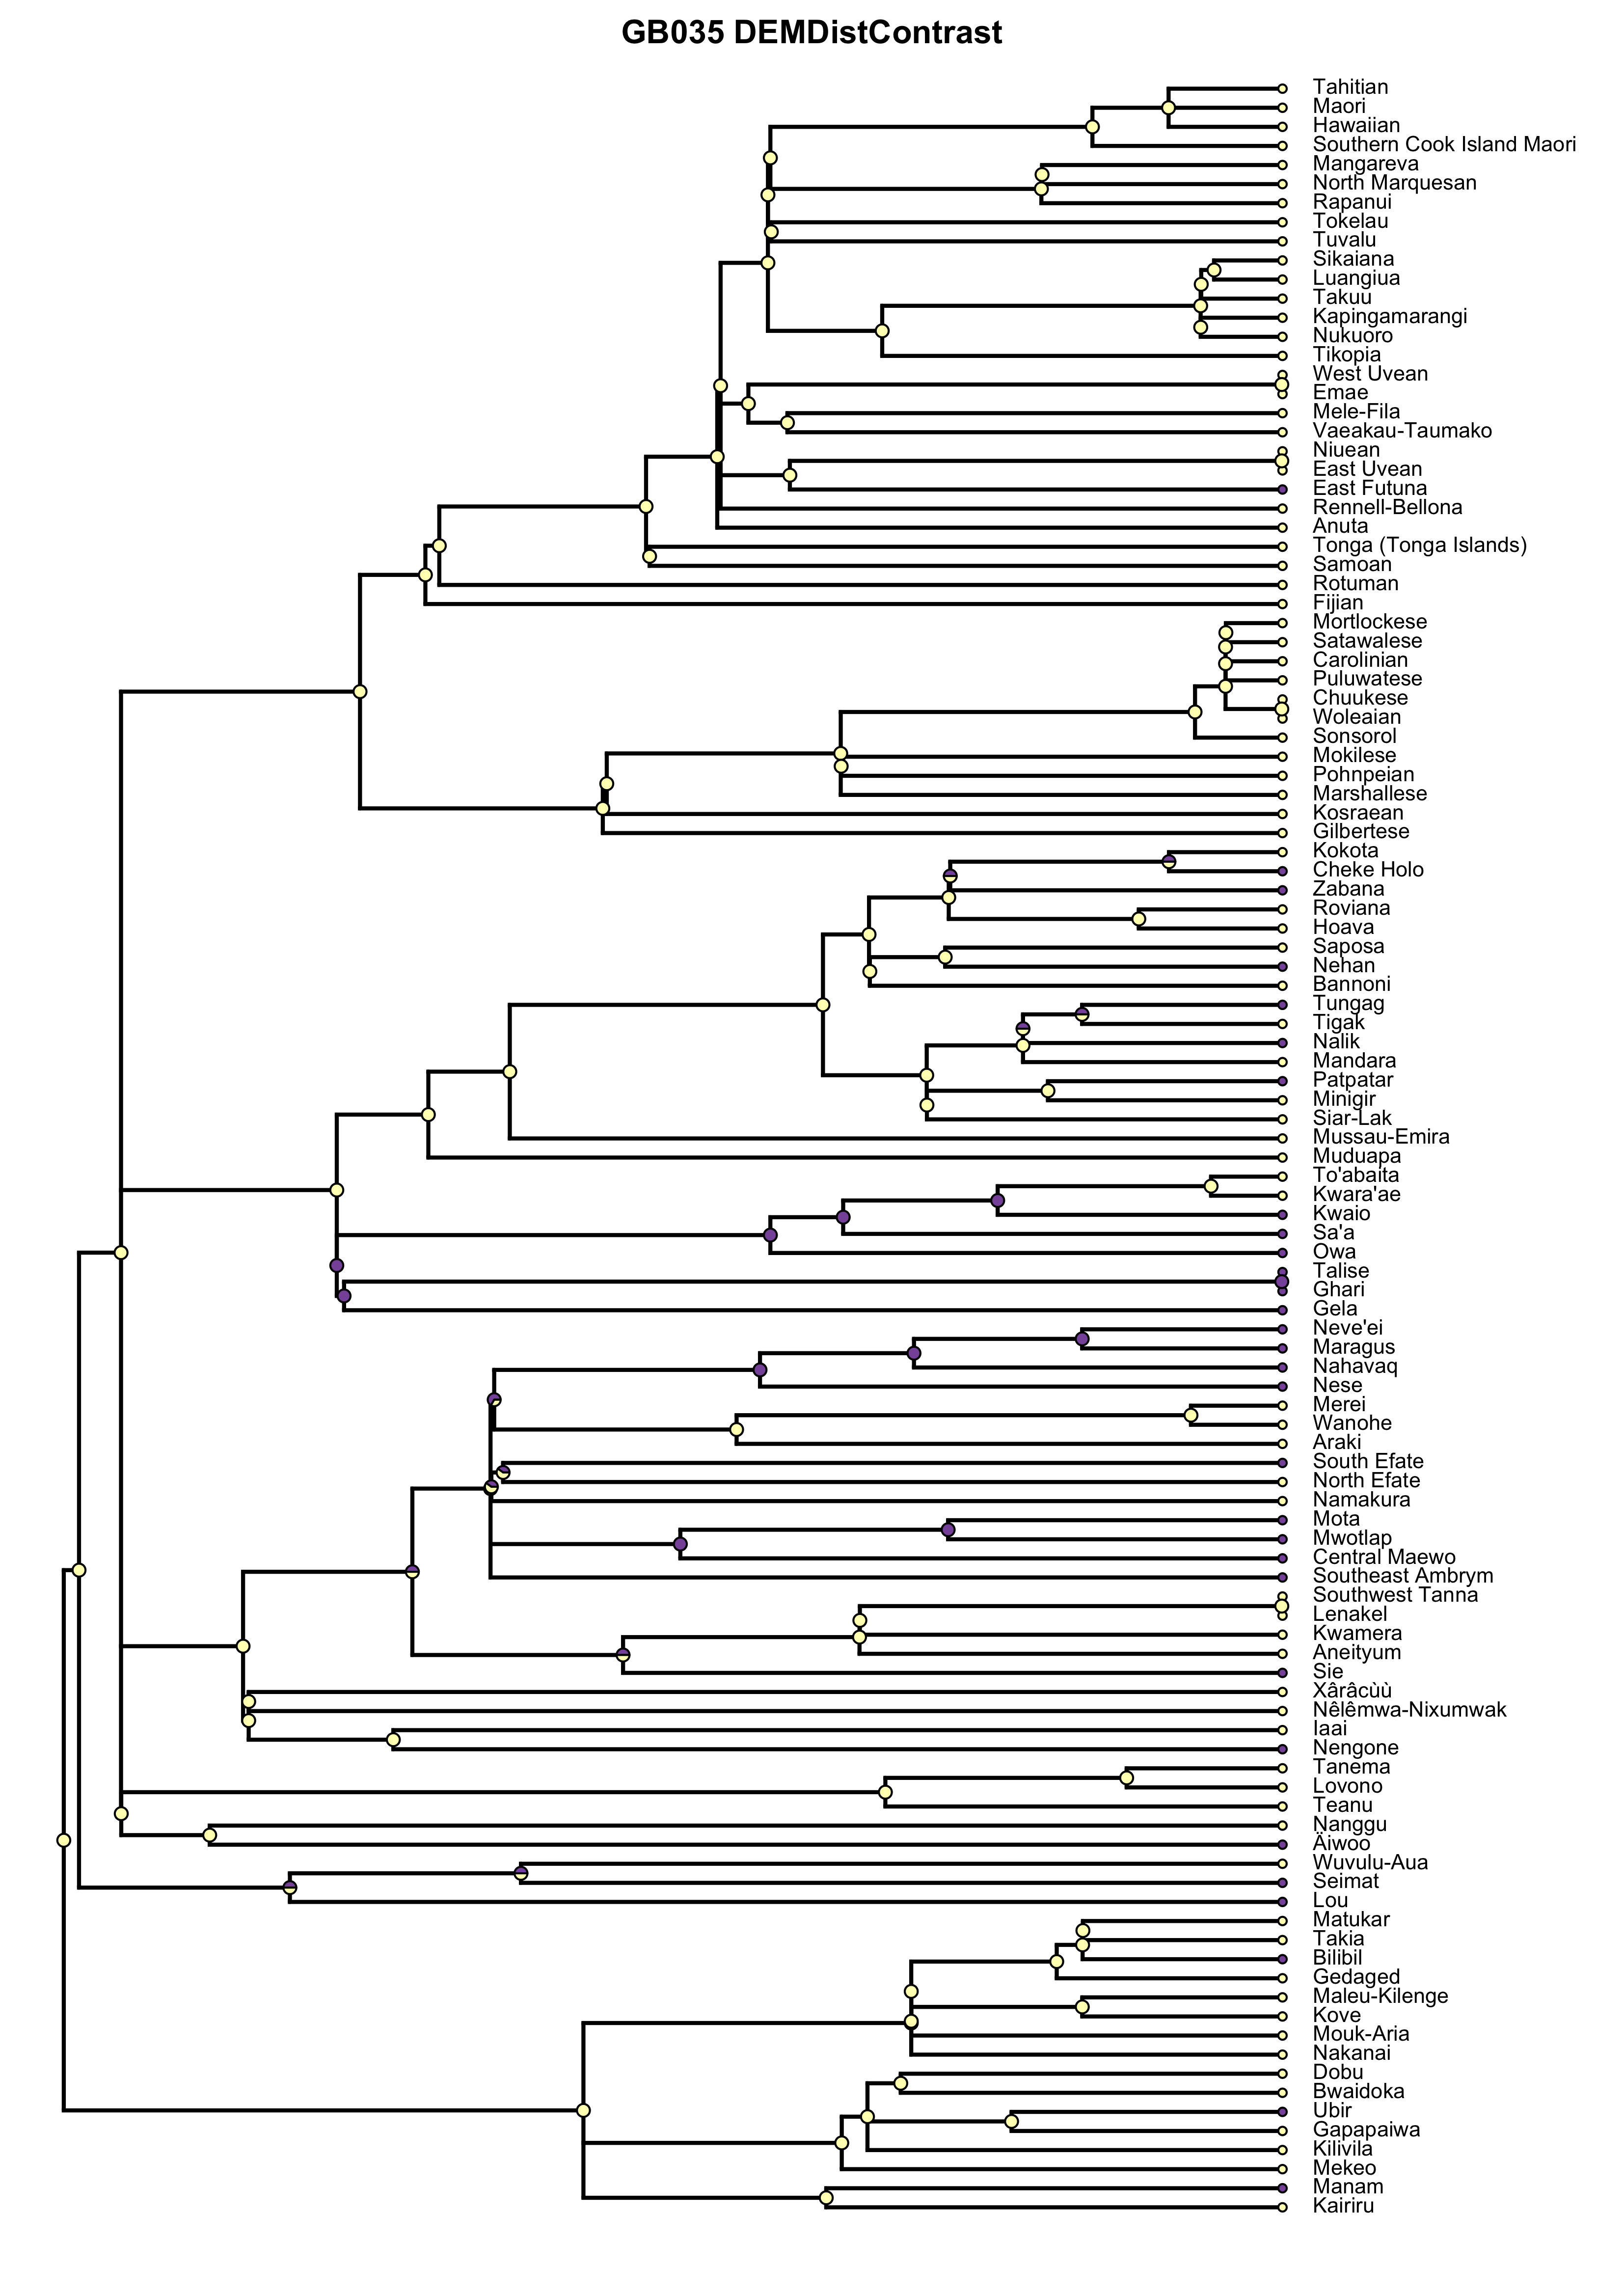 GB035 DEMDistContrast
Tahitian
Maori
Hawaiian
Southern Cook Island Maori
Mangareva
North Marquesan
Rapanui
Tokelau
Tuvalu
Sikaiana
Luangiua
Takuu
Kapingamarangi
Nukuoro
Tikopia
West Uvean
Emae
Mele-Fila
Vaeakau-Taumako
Niuean
East Uvean
East Futuna
Rennell-Bellona
Anuta
Tonga (Tonga Islands)
Samoan
Rotuman
Fijian
Mortlockese
Satawalese
Carolinian
Puluwatese
Chuukese
Woleaian
Sonsorol
Mokilese
Pohnpeian
Marshallese
Kosraean
Gilbertese
Kokota
Cheke Holo
Zabana
Roviana
Hoava
Saposa
Nehan
Bannoni
Tungag
Tigak
Nalik
Mandara
Patpatar
Minigir
Siar-Lak
Mussau-Emira
Muduapa
To'abaita
Kwara'ae
Kwaio
Sa'a
Owa
Talise
Ghari
Gela
Neve'ei
Maragus
Nahavaq
Nese
Merei
Wanohe
Araki
South Efate
North Efate
Namakura
Mota
Mwotlap
Central Maewo
Southeast Ambrym
Southwest Tanna
Lenakel
Kwamera
Aneityum
Sie
Xârâcùù
Nêlêmwa-Nixumwak
Iaai
Nengone
Tanema
Lovono
Teanu
Nanggu
Äiwoo
Wuvulu-Aua
Seimat
Lou
Matukar
Takia
Bilibil
Gedaged
Maleu-Kilenge
Kove
Mouk-Aria
Nakanai
Dobu
Bwaidoka
Ubir
Gapapaiwa
Kilivila
Mekeo
Manam
Kairiru